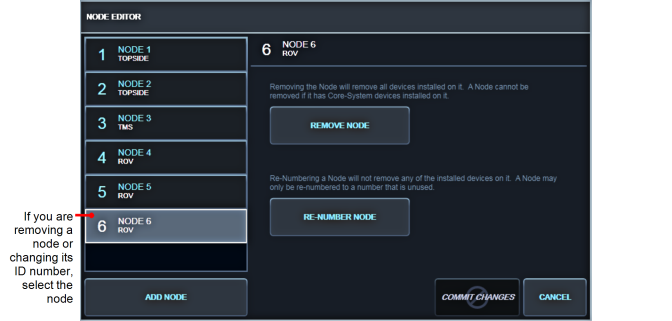 NODE EDITOR
1 NODE 1
TOPSIDE
2 NODE 2
TOPSIDE
3 NODE 3
TMS
4 NODE 4
ROV
5 NODE 5
ROV
6 NODE 6
ROV
If you are
removing a
node or
changing its
ID number,
select the
node
ADD NODE
6 NODE 6
ROV
Removing the Node will remove all devices installed on it. A Node cannot be
removed if it has Core-System devices installed on it.
REMOVE NODE
Re-Numbering a Node will not remove any of the installed devices on it. A Node may
only be re-numbered to a number that is unused.
RE-NUMBER NODE
COMMIT CHANGES
CANCEL